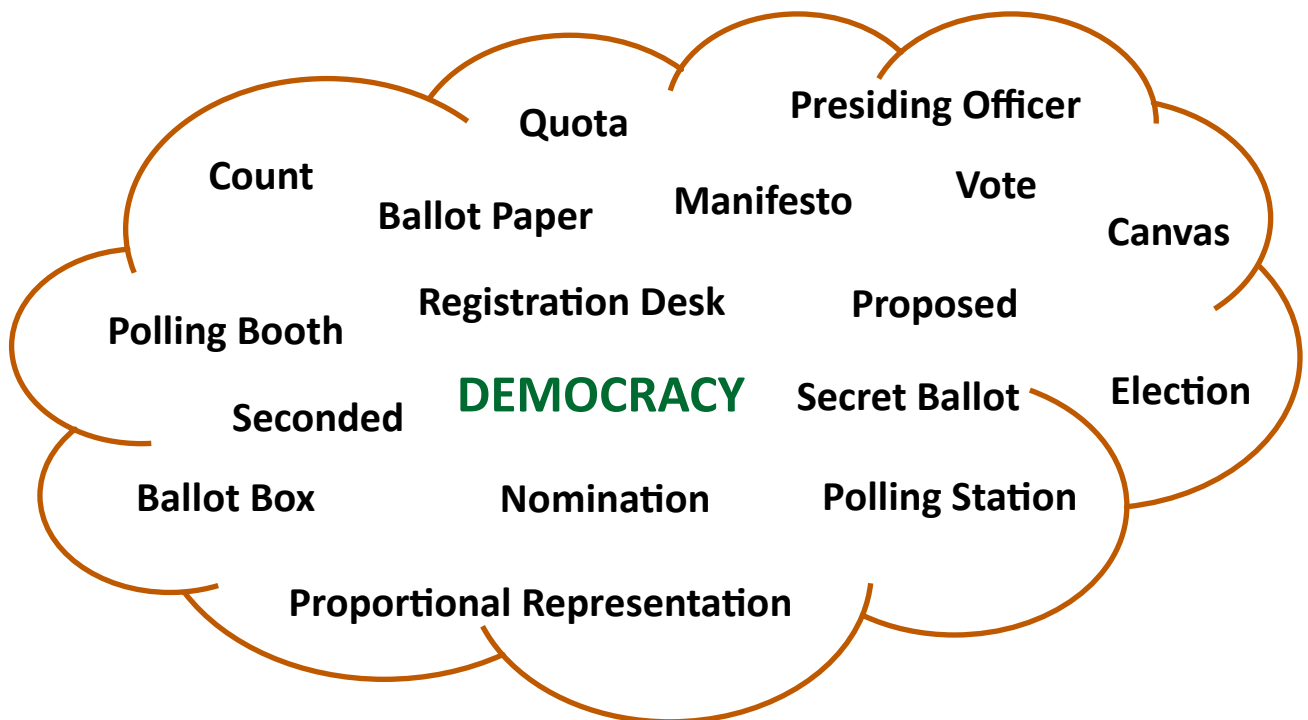 Presiding Officer
Quota
Count
Vote
Manifesto
Ballot Paper
Canvas
Registration Desk
Proposed
Polling Booth
DEMOCRACY
Secret Ballot
Election
Seconded
Ballot Box
Nomination
Polling Station
Proportional Representation